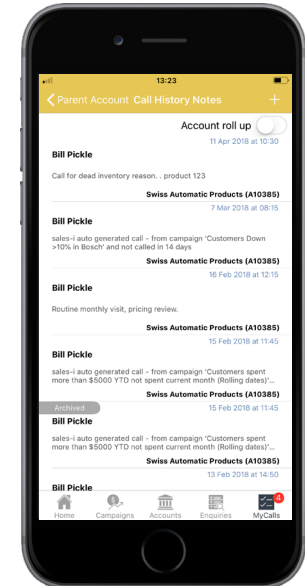 13:23
Parent Account Call History Notes +
Account roll up
11 Apr 2018 at 10:30
Bill Pickle
Call for dead inventory reason. . product 123
Swiss Automatic Products (A10385)
7 Mar 2018 at 08:15
Bill Pickle
sales-i auto generated call - from campaign 'Customers Down
>10% in Bosch' and not called in 14 days
Swiss Automatic Products (A10385)
16 Feb 2018 at 12:15
Bill Pickle
Routine monthly visit, pricing review.
Swiss Automatic Products (A10385)
15 Feb 2018 at 11:45
Bill Pickle
sales-i auto generated call - from campaign 'Customers spent
more than $5000 YTD not spent current month (Rolling dates)'...
Swiss Automatic Products (A10385)
Archived 15 Feb 2018 at 11:45
Bill Pickle
sales-i auto generated call - from campaign 'Customers spent
more than $5000 YTD not spent current month (Rolling dates)'...
Swiss Automatic Products (A10385)
13 Feb 2018 at 14:50
Bill Pickle
4
Home Campaigns Accounts Enquiries MyCalls